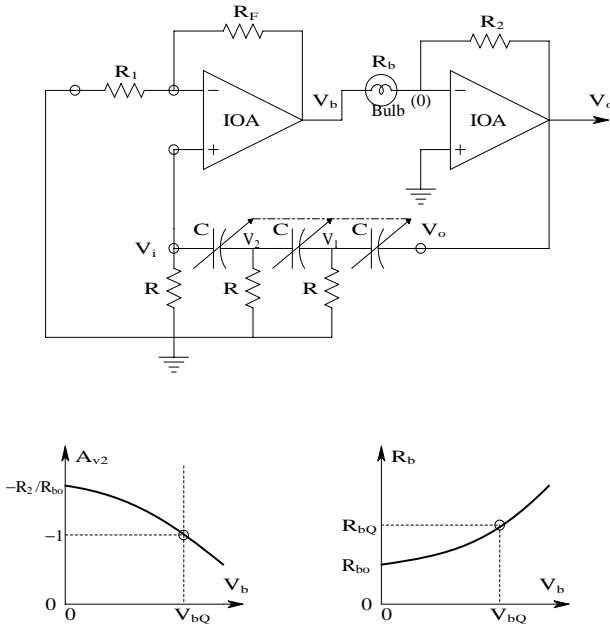 R_F
R_2
R_1
R_b
−
V_b
Bulb
(0)
−
V_o
IOA
IOA
+
+
C
C
C
V_i
V_2
V_1
V_o
R
R
R
A_v2
R_b
−R_2/R_bo
−1
R_bQ
R_bo
V_b
V_b
0
0
0
V_bQ
0
V_bQ